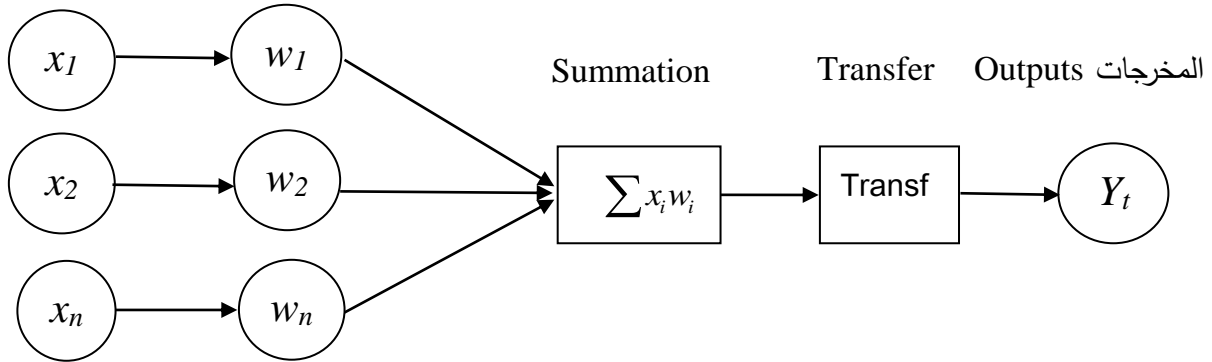 Summation Transfer Outputs المخرجات
x₁ w₁
x₂ w₂ ∑xᵢwᵢ Transf Yₜ
xₙ wₙ